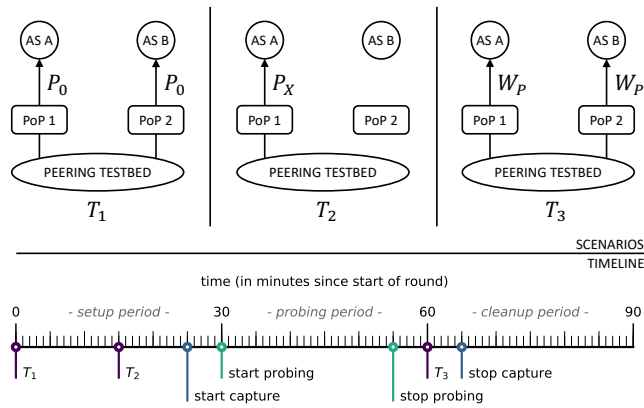 AS A AS B AS A AS B AS A AS B
P0 P0 PX WP WP
PoP 1 PoP 2 PoP 1 PoP 2 PoP 1 PoP 2
PEERING TESTBED PEERING TESTBED PEERING TESTBED
T1 T2 T3
SCENARIOS
TIMELINE
time (in minutes since start of round)
0 - setup period - 30 - probing period - 60 - cleanup period - 90
T1 T2 start probing T3 stop capture
start capture stop probing